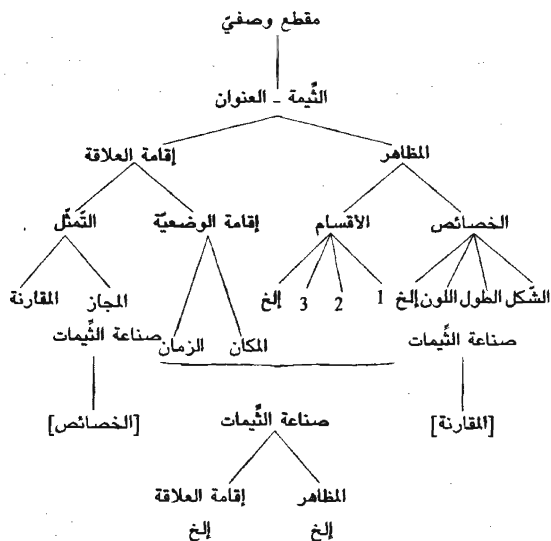 مقطع وصفيّ
الثِّيمة - العنوان
المظاهر إقامة العلاقة
الخصائص الاقسام إقامة الوضعيّة التّمثّل
الشّكل الطول اللون إلخ 1 2 3 إلخ المجاز المقارنة
صناعة الثِّيمات المكان الزمان صناعة الثِّيمات
[المقارنة] صناعة الثِّيمات [الخصائص]
المظاهر إقامة العلاقة
إلخ إلخ